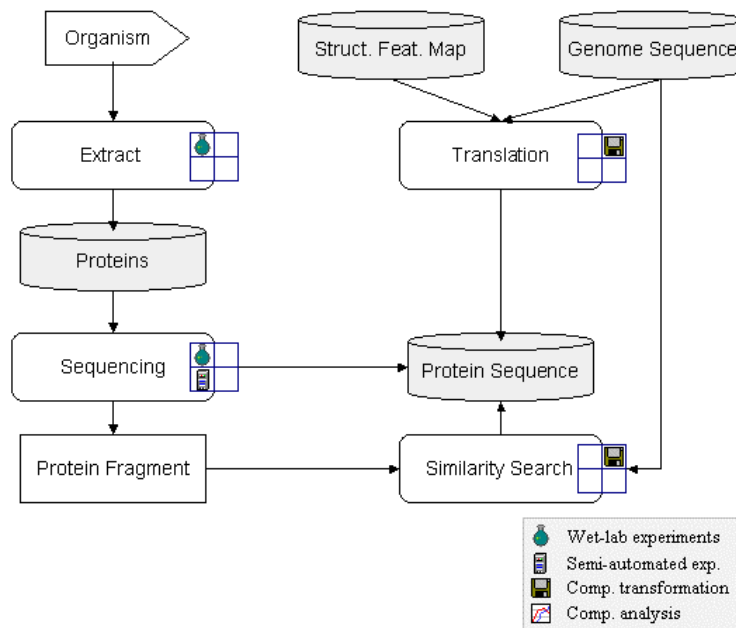 Organism
Struct. Feat. Map
Genome Sequence
Extract
Translation
Proteins
Sequencing
Protein Sequence
Protein Fragment
Similarity Search
Wet-lab experiments
Semi-automated exp.
Comp. transformation
Comp. analysis